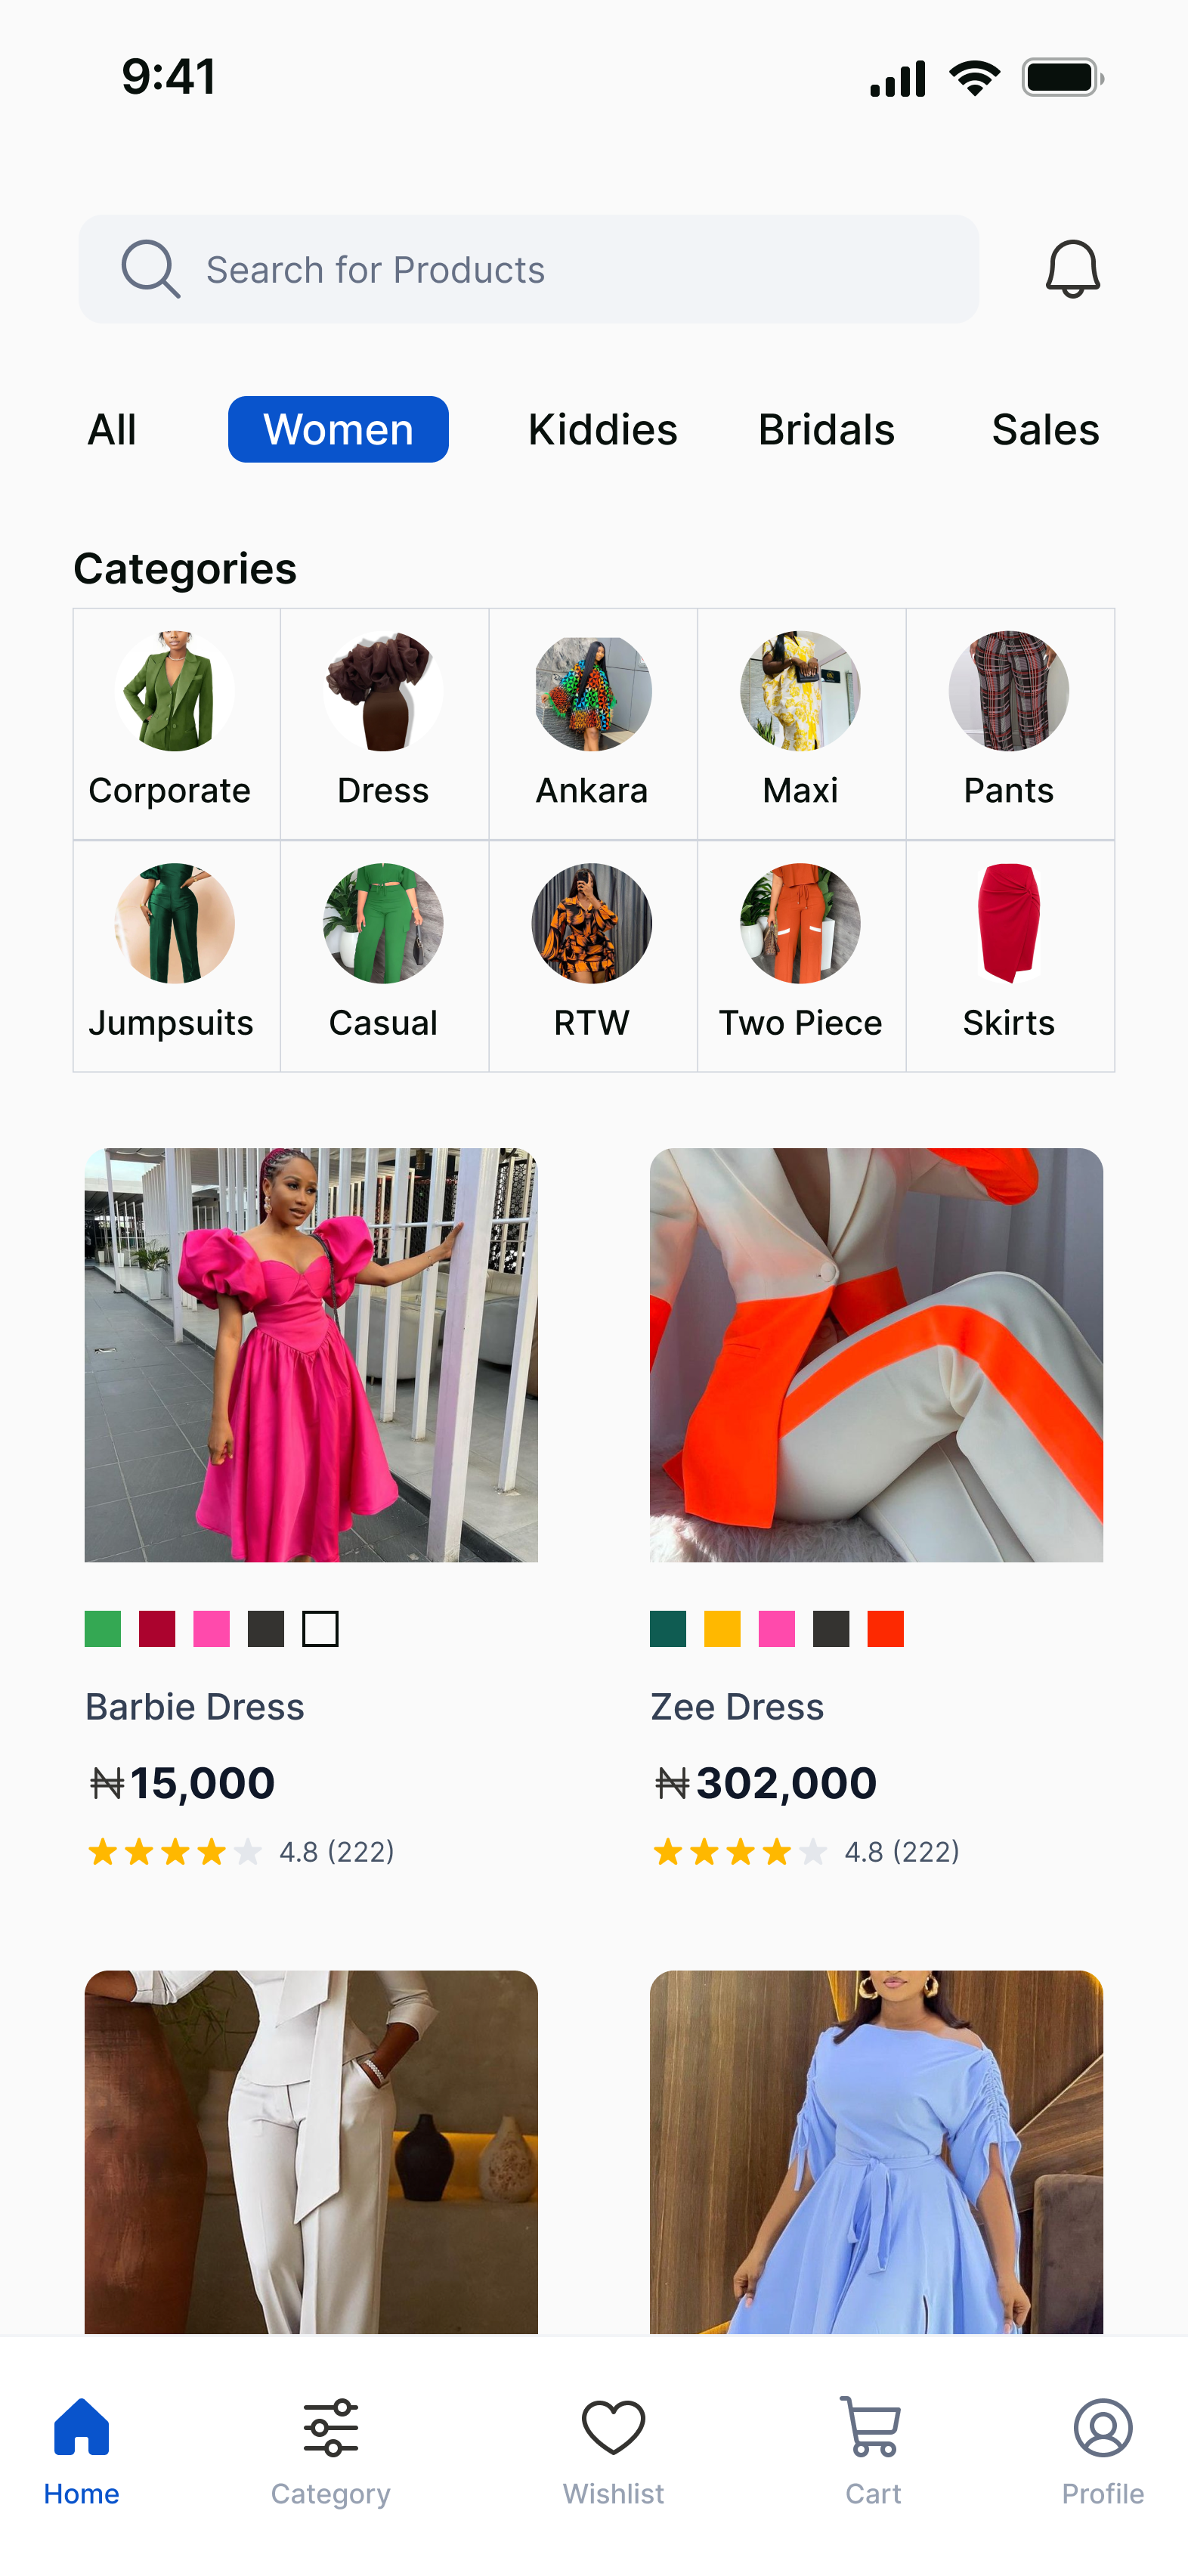 9:41
Search for Products
All Women Kiddies Bridals Sales
Categories
Corporate Dress Ankara Maxi Pants
Jumpsuits Casual RTW Two Piece Skirts
Barbie Dress Zee Dress
₦15,000 ₦302,000
4.8 (222) 4.8 (222)
Home Category Wishlist Cart Profile